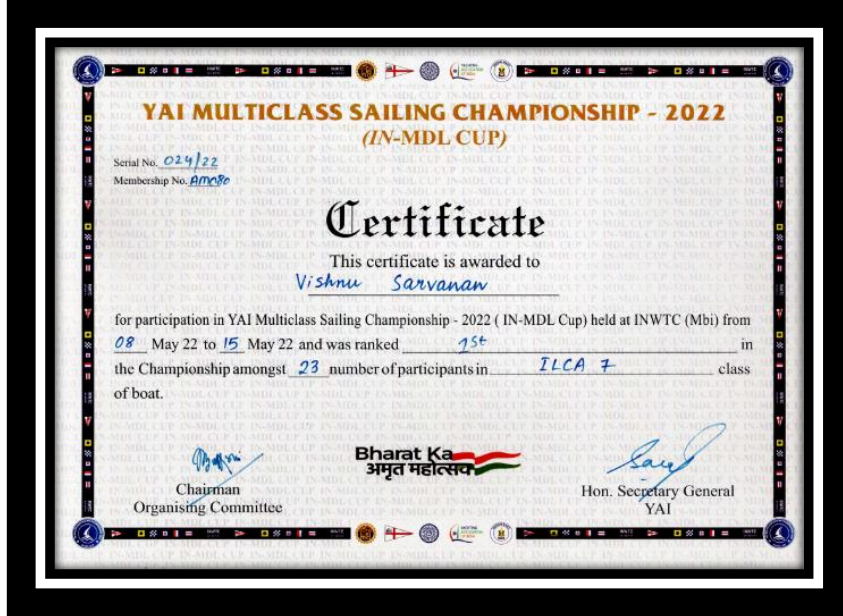 YAI MULTICLASS SAILING CHAMPIONSHIP - 2022
(IN-MDL CUP)
Serial No. 024/22
Membership No.
Certificate
This certificate is awarded to
Vishnu Sarvanan
for participation in YAI Multiclass Sailing Championship - 2022 ( IN-MDL Cup) held at INWTC (Mbi) from
08 May 22 to 15 May 22 and was ranked 1st in
the Championship amongst 23 number of participants in ILCA 7 class
of boat.
Bharat Ka
अमृत महोत्सव
Chairman
Organising Committee
Hon. Secretary General
YAI